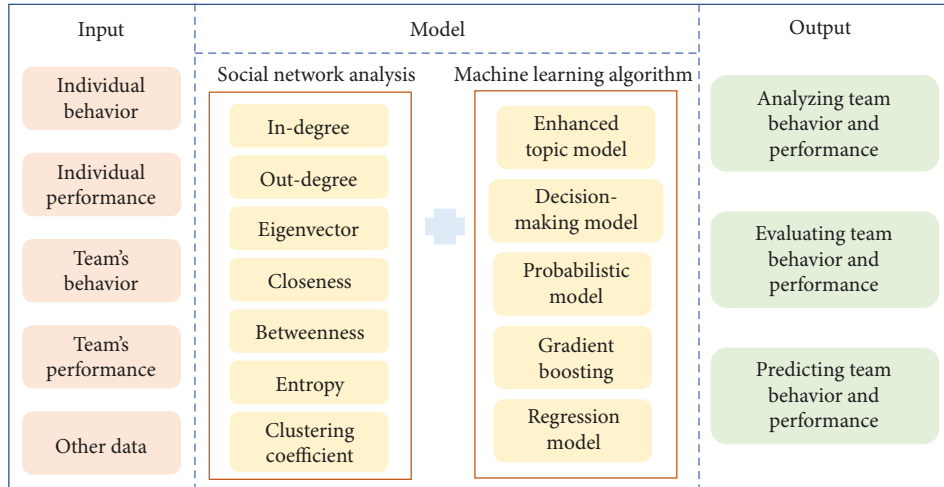 Input
Individual
behavior
Individual
performance
Team's
behavior
Team's
performance
Other data
Model
Social network analysis
In-degree
Out-degree
Eigenvector
Closeness
Betweenness
Entropy
Clustering
coefficient
Machine learning algorithm
Enhanced
topic model
Decision-
making model
Probabilistic
model
Gradient
boosting
Regression
model
Output
Analyzing team
behavior and
performance
Evaluating team
behavior and
performance
Predicting team
behavior and
performance